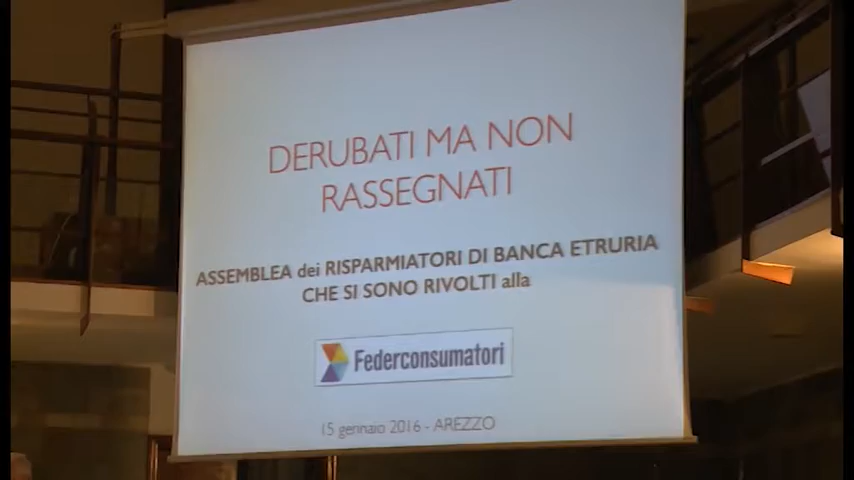 DERUBATI MA NON
RASSEGNATI
ASSEMBLEA dei RISPARMIATORI DI BANCA ETRURIA
CHE SI SONO RIVOLTI alla
Federconsumatori
15 gennaio 2016 - AREZZO